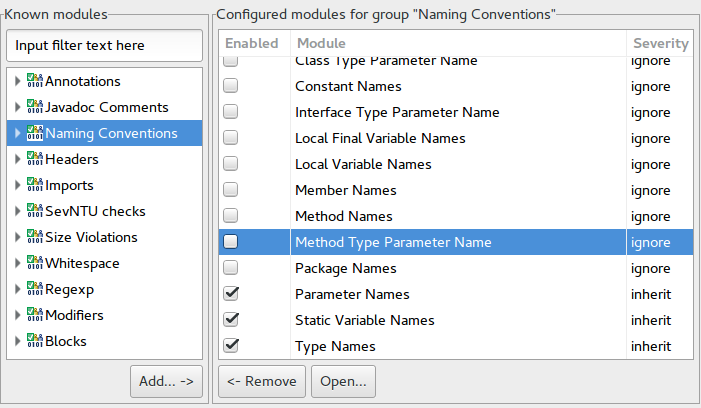 Known modules
Input filter text here
Annotations
Javadoc Comments
Naming Conventions
Headers
Imports
SevNTU checks
Size Violations
Whitespace
Regexp
Modifiers
Blocks
Add... ->
Configured modules for group "Naming Conventions"
Enabled Module Severity
Class Type Parameter Name ignore
Constant Names ignore
Interface Type Parameter Name ignore
Local Final Variable Names ignore
Local Variable Names ignore
Member Names ignore
Method Names ignore
Method Type Parameter Name ignore
Package Names ignore
Parameter Names inherit
Static Variable Names inherit
Type Names inherit
<- Remove Open...